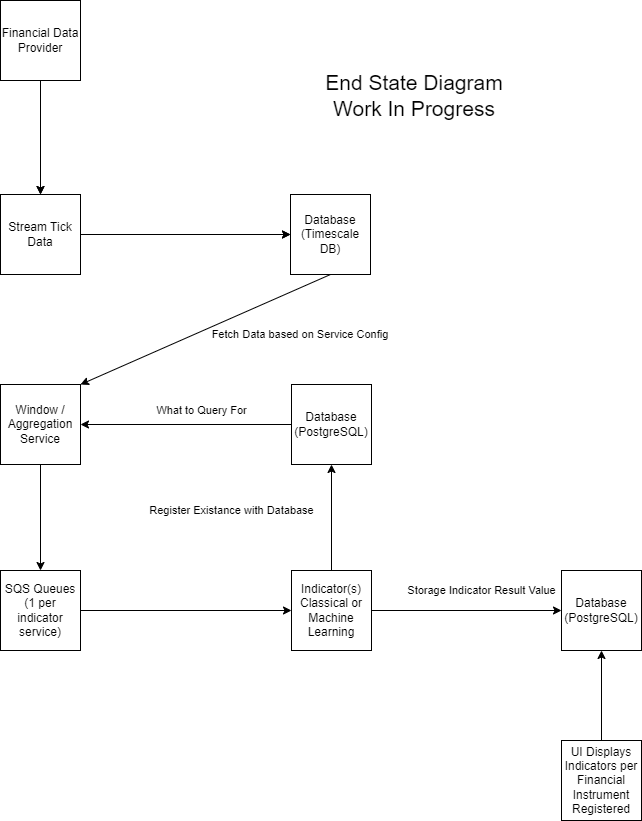 Financial Data
Provider
End State Diagram
Work In Progress
Stream Tick
Data
Database
(Timescale
DB)
Fetch Data based on Service Config
Window /
Aggregation
Service
What to Query For
Database
(PostgreSQL)
Register Existance with Database
SQS Queues
(1 per
indicator
service)
Indicator(s)
Classical or
Machine
Learning
Storage Indicator Result Value
Database
(PostgreSQL)
UI Displays
Indicators per
Financial
Instrument
Registered